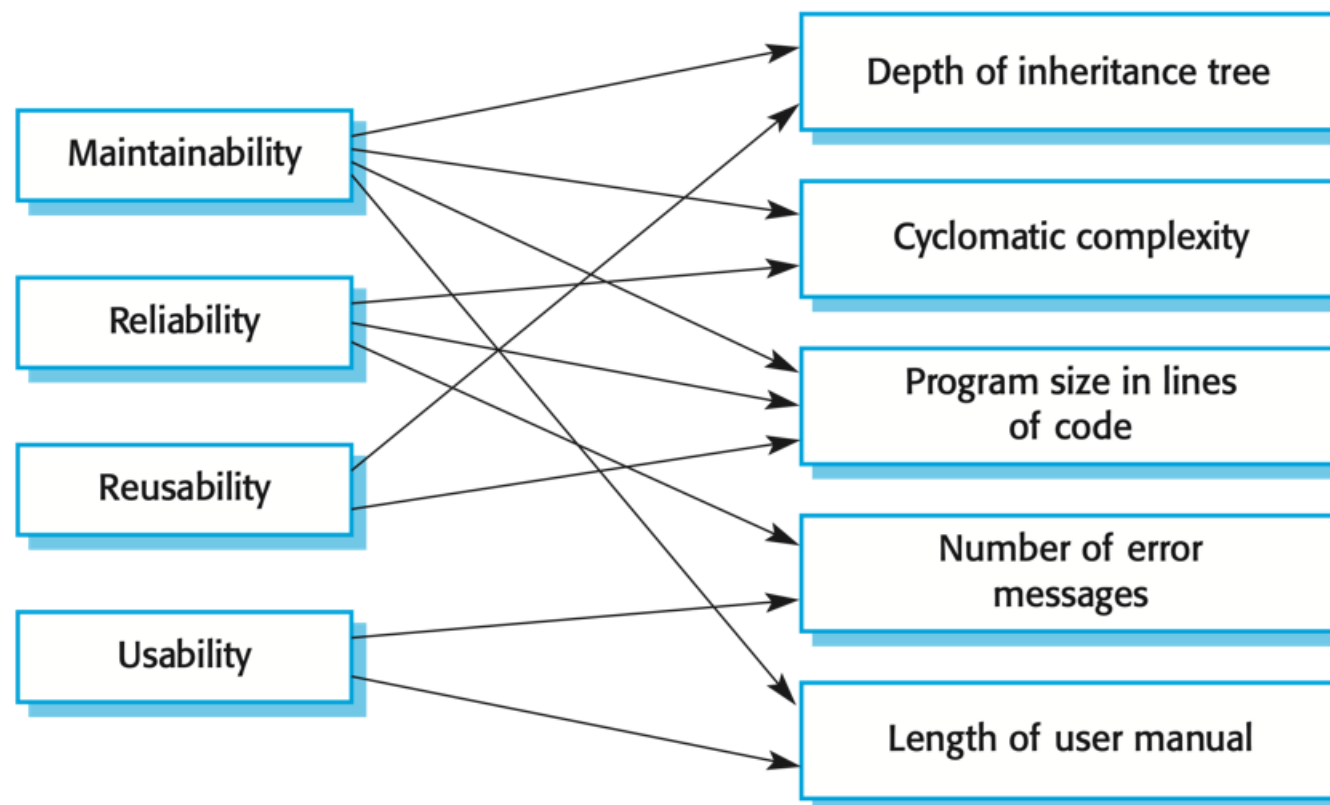 Maintainability
Reliability
Reusability
Usability
Depth of inheritance tree
Cyclomatic complexity
Program size in lines
of code
Number of error
messages
Length of user manual